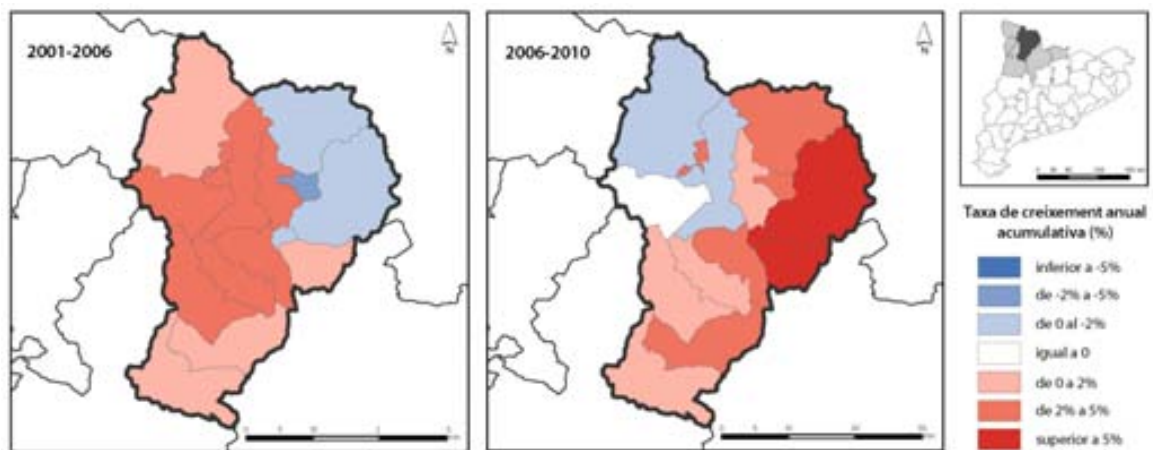 2001-2006
N
2006-2010
N
Taxa de creixement anual
acumulativa (%)
inferior a -5%
de -2% a -5%
de 0 al -2%
igual a 0
de 0 a 2%
de 2% a 5%
superior a 5%